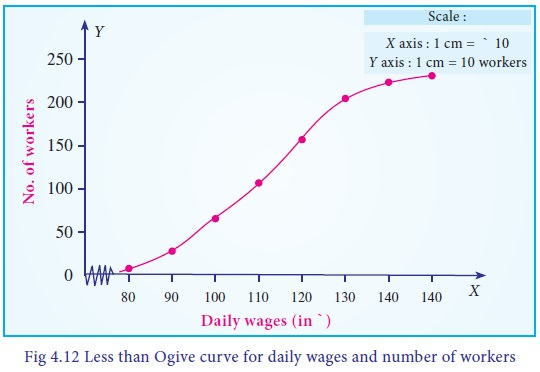 Scale :
X axis : 1 cm = ` 10
Y axis : 1 cm = 10 workers
Y
250
200
150
100
50
0
No. of workers
80 90 100 110 120 130 140 140
X
Daily wages (in `)
Fig 4.12 Less than Ogive curve for daily wages and number of workers